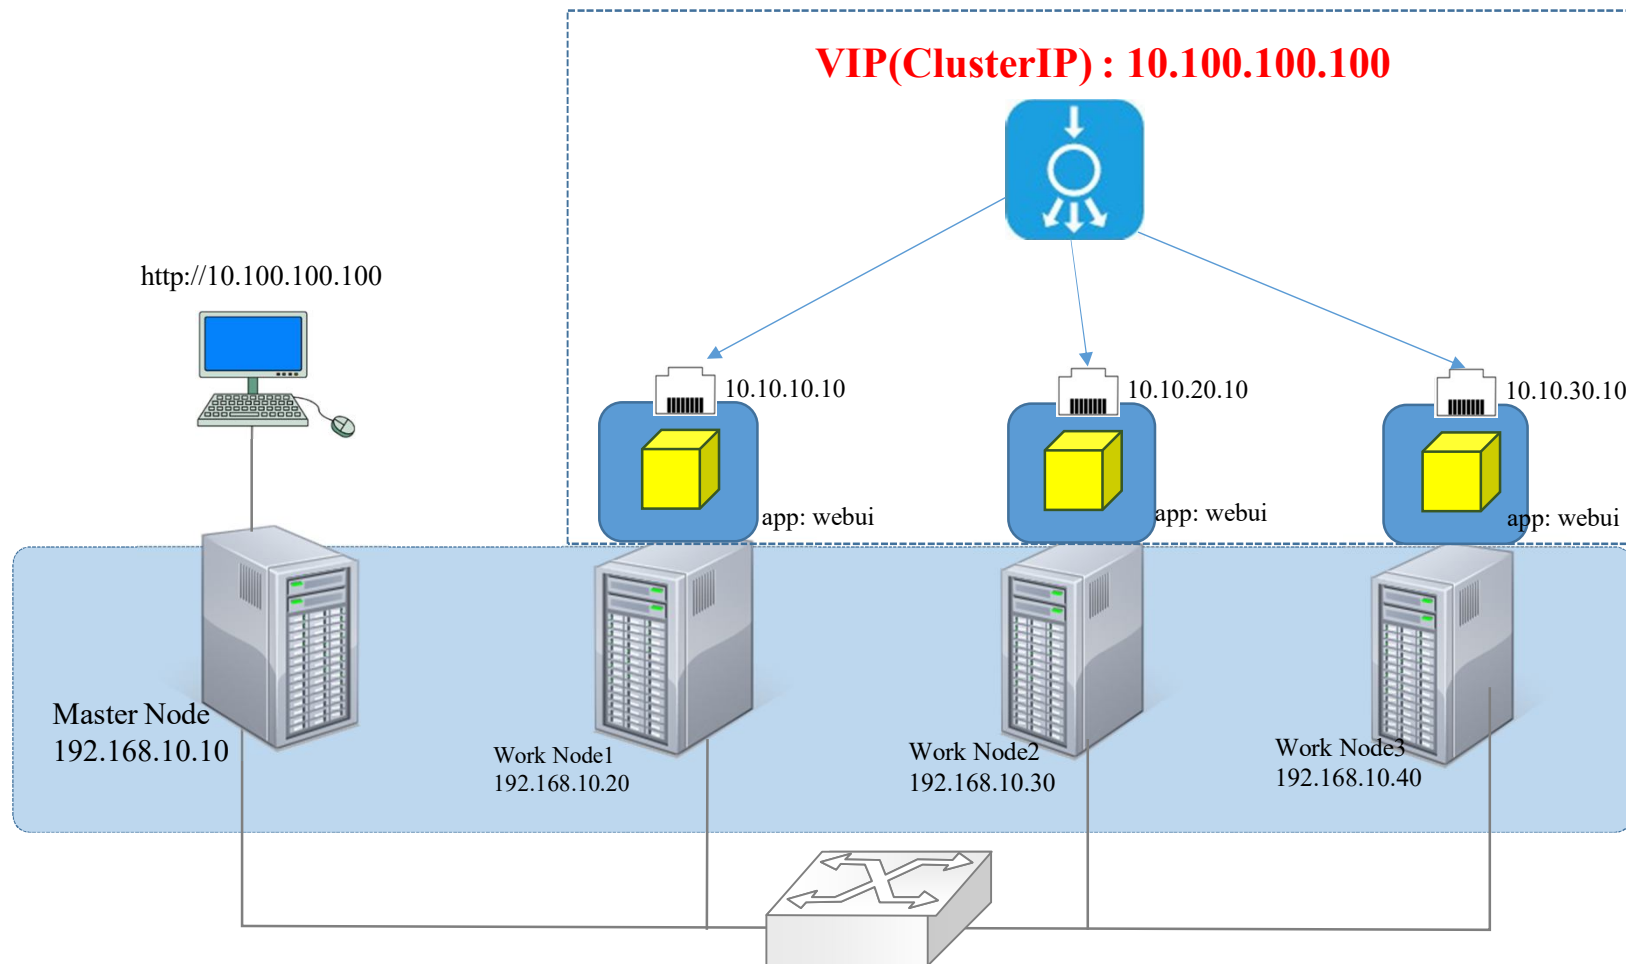 VIP(ClusterIP) : 10.100.100.100
http://10.100.100.100
10.10.10.10
10.10.20.10
10.10.30.10
app: webui
app: webui
app: webui
Master Node
192.168.10.10
Work Node1
192.168.10.20
Work Node2
192.168.10.30
Work Node3
192.168.10.40